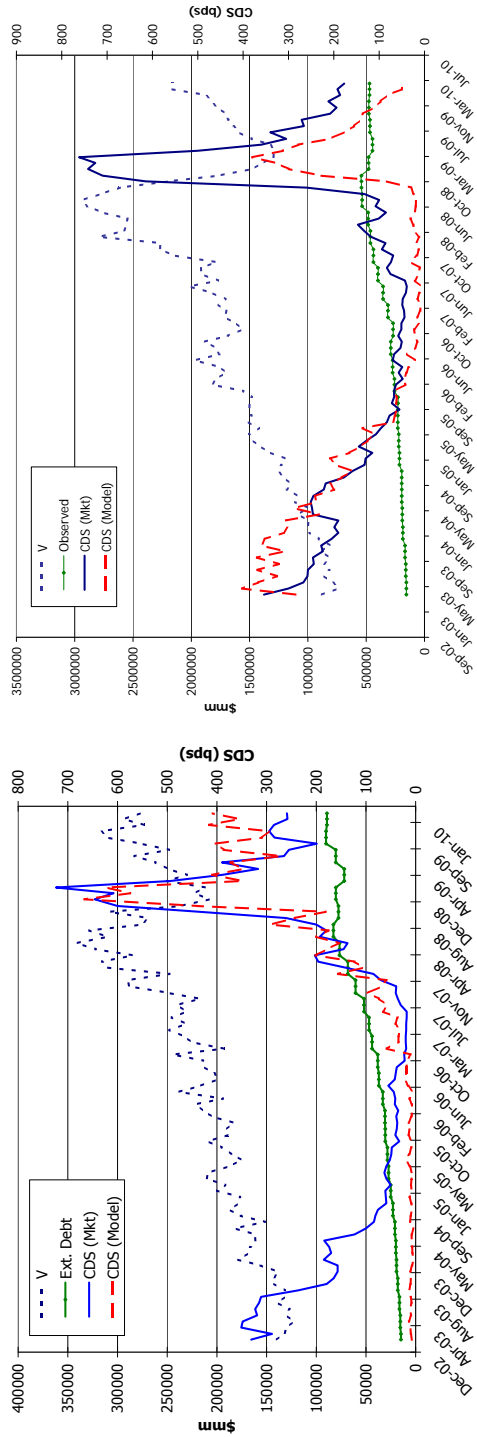 $mm
400000
350000
300000
250000
200000
150000
100000
50000
0
V
Ext. Debt
CDS (Mkt)
CDS (Model)
800
700
600
500
400
300
200
100
0
CDS (bps)
Dec-02
Apr-03
Aug-03
Dec-03
May-04
Sep-04
Jan-05
May-05
Oct-05
Feb-06
Jun-06
Oct-06
Mar-07
Jul-07
Nov-07
Apr-08
Aug-08
Dec-08
Apr-09
Sep-09
Jan-10
$mm
3500000
3000000
2500000
2000000
1500000
1000000
500000
0
V
Observed
CDS (Mkt)
CDS (Model)
900
800
700
600
500
400
300
200
100
0
CDS (bps)
Sep-02
Jan-03
May-03
Sep-03
Jan-04
May-04
Sep-04
Jan-05
May-05
Sep-05
Feb-06
Jun-06
Oct-06
Feb-07
Jun-07
Oct-07
Feb-08
Jun-08
Oct-08
Mar-09
Jul-09
Nov-09
Mar-10
Jul-10